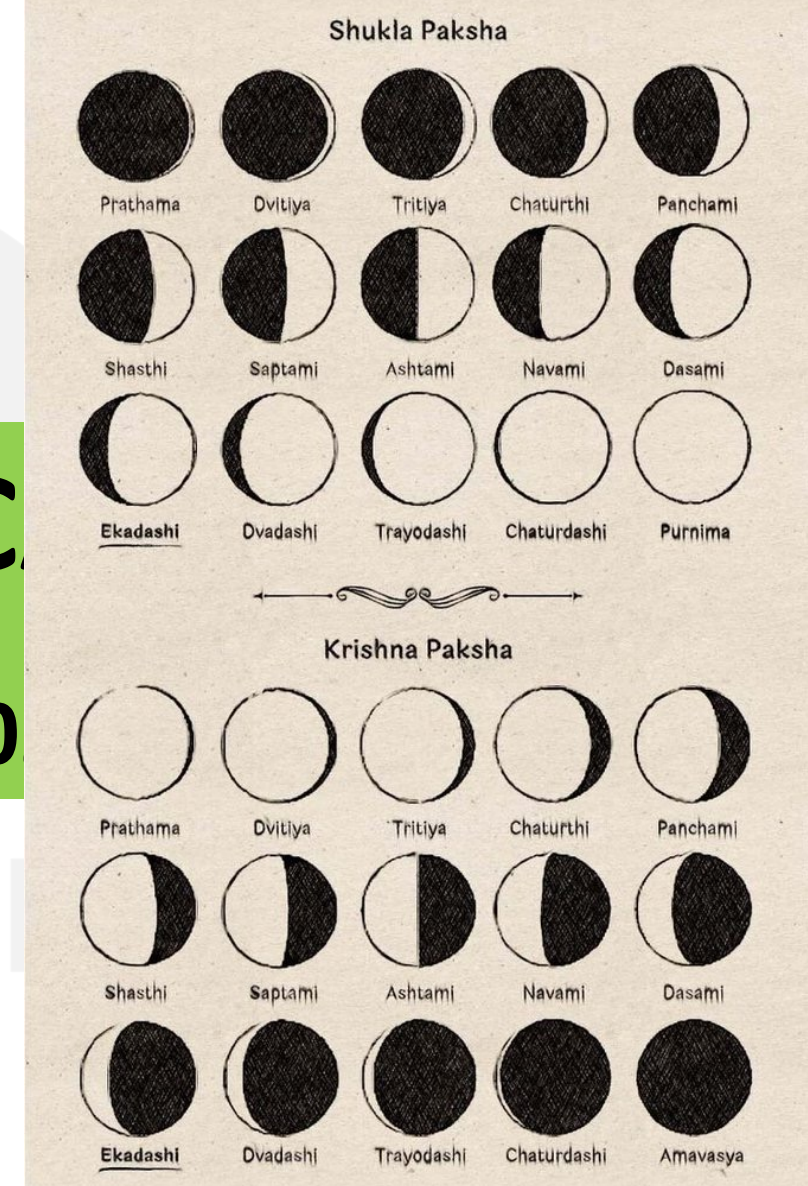 Shukla Paksha
Prathama Dvitiya Tritiya Chaturthi Panchami
Shasthi Saptami Ashtami Navami Dasami
Ekadashi Dvadashi Trayodashi Chaturdashi Purnima
Krishna Paksha
Prathama Dvitiya Tritiya Chaturthi Panchami
Shasthi Saptami Ashtami Navami Dasami
Ekadashi Dvadashi Trayodashi Chaturdashi Amavasya